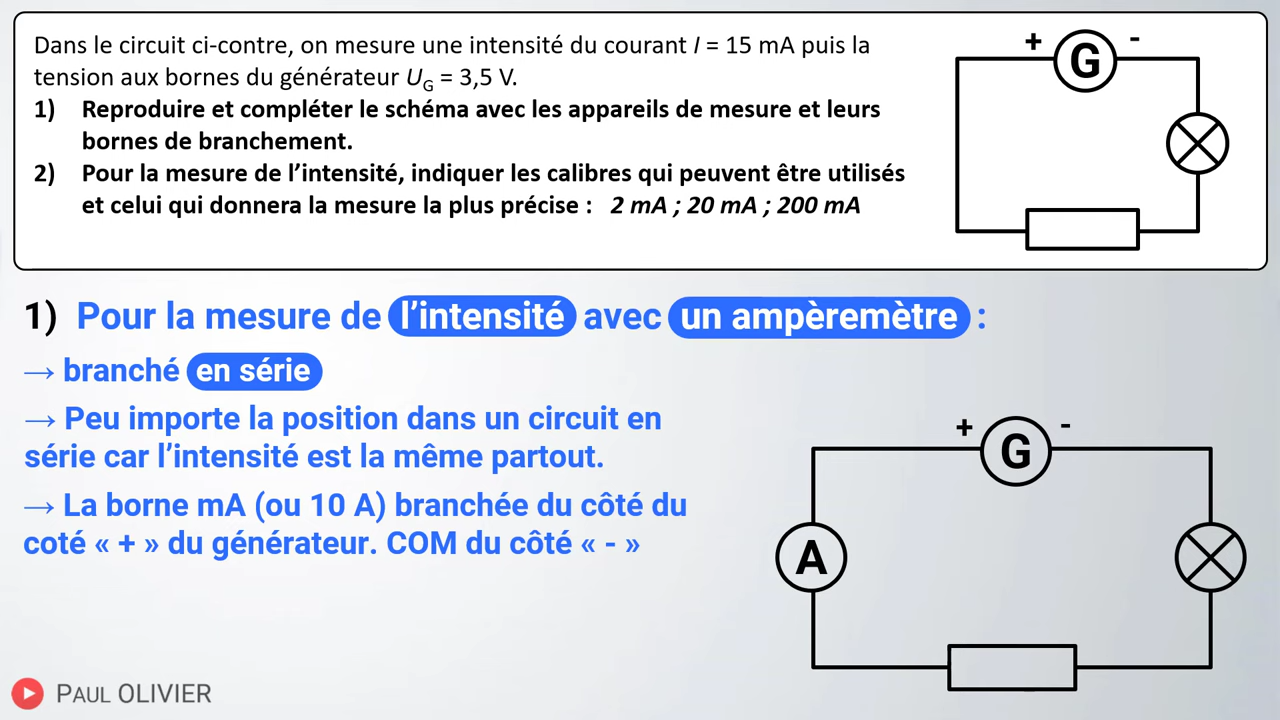 Dans le circuit ci-contre, on mesure une intensité du courant I = 15 mA puis la
tension aux bornes du générateur UG = 3,5 V.
1) Reproduire et compléter le schéma avec les appareils de mesure et leurs
bornes de branchement.
2) Pour la mesure de l’intensité, indiquer les calibres qui peuvent être utilisés
et celui qui donnera la mesure la plus précise : 2 mA ; 20 mA ; 200 mA
+ G -
1) Pour la mesure de l’intensité avec un ampèremètre :
→ branché en série
→ Peu importe la position dans un circuit en
série car l’intensité est la même partout.
→ La borne mA (ou 10 A) branchée du côté du
coté « + » du générateur. COM du côté « - »
+ G -
A
PAUL OLIVIER